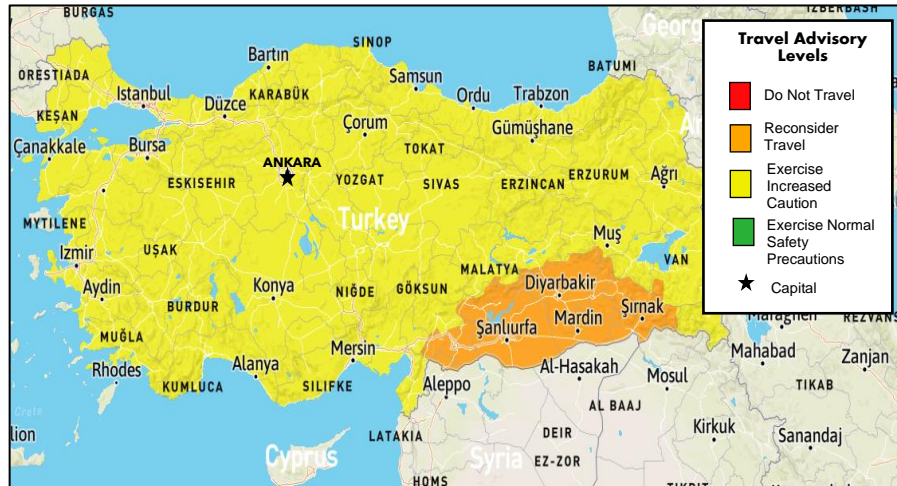 BURGAS
SINOP
Georg
IZBERBASH
Bartın
BATUMI
ORESTIADA
KARABÜK
Samsun
Istanbul
Düzce
Ordu
Trabzon
KEŞAN
Çorum
Gümüşhane
Çanakkale
Bursa
TOKAT
ANKARA
ESKISEHIR
YOZGAT
SIVAS
ERZINCAN
ERZURUM
Ağrı
MYTILENE
Turkey
UŞAK
Muş
Izmir
VAN
MALATYA
Aydin
Konya
NIĞDE
GÖKSUN
Diyarbakir
BURDUR
Şırnak
Mardin
MUĞLA
Şanlıurfa
Mersin
Rhodes
Alanya
KUMLUCA
SILIFKE
Aleppo
Al-Hasakah
Mosul
Maragheh
REZVANS
Mahabad
Zanjan
TIKAB
Crete
lion
LATAKIA
AL BAAJ
Kirkuk
Sanandaj
Cyprus
DEIR
EZ-ZOR
Syria
HOMS
TIKRIT
Travel Advisory
Levels
Do Not Travel
Reconsider
Travel
Exercise
Increased
Caution
Exercise Normal
Safety
Precautions
Capital